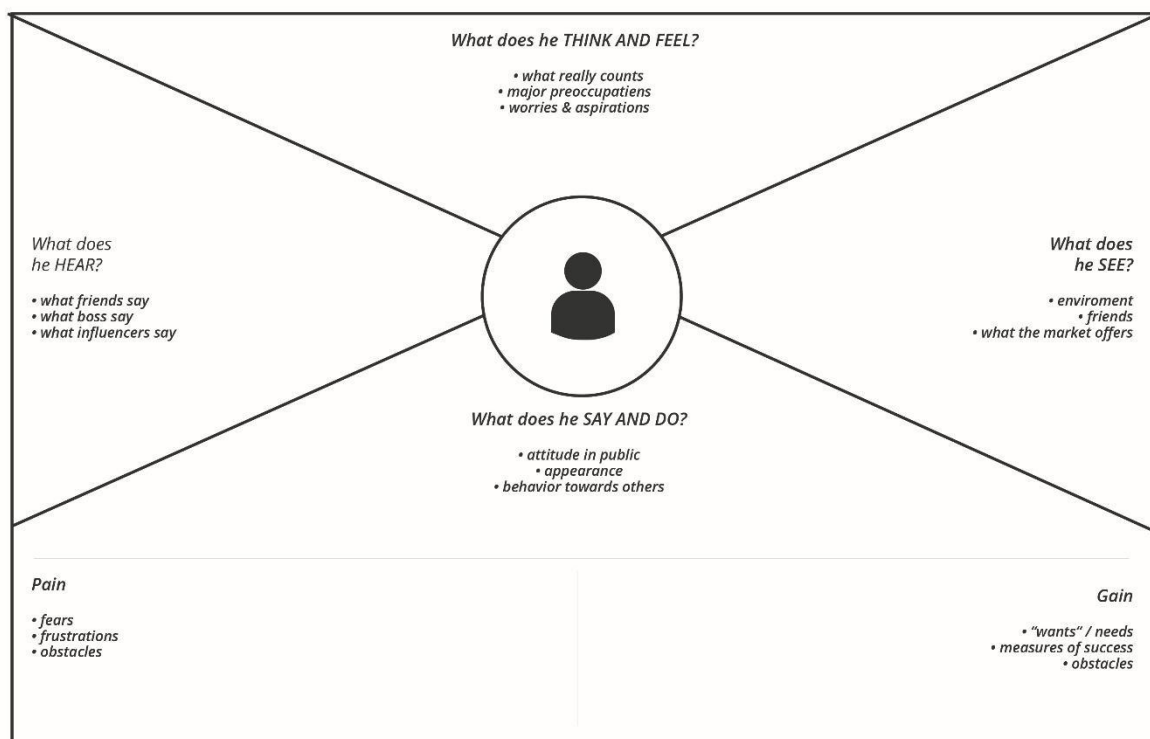 What does he THINK AND FEEL?
• what really counts
• major preoccupatiens
• worries & aspirations
What does
he HEAR?
• what friends say
• what boss say
• what influencers say
What does
he SEE?
• enviroment
• friends
• what the market offers
What does he SAY AND DO?
• attitude in public
• appearance
• behavior towards others
Pain
• fears
• frustrations
• obstacles
Gain
• “wants“ / needs
• measures of success
• obstacles